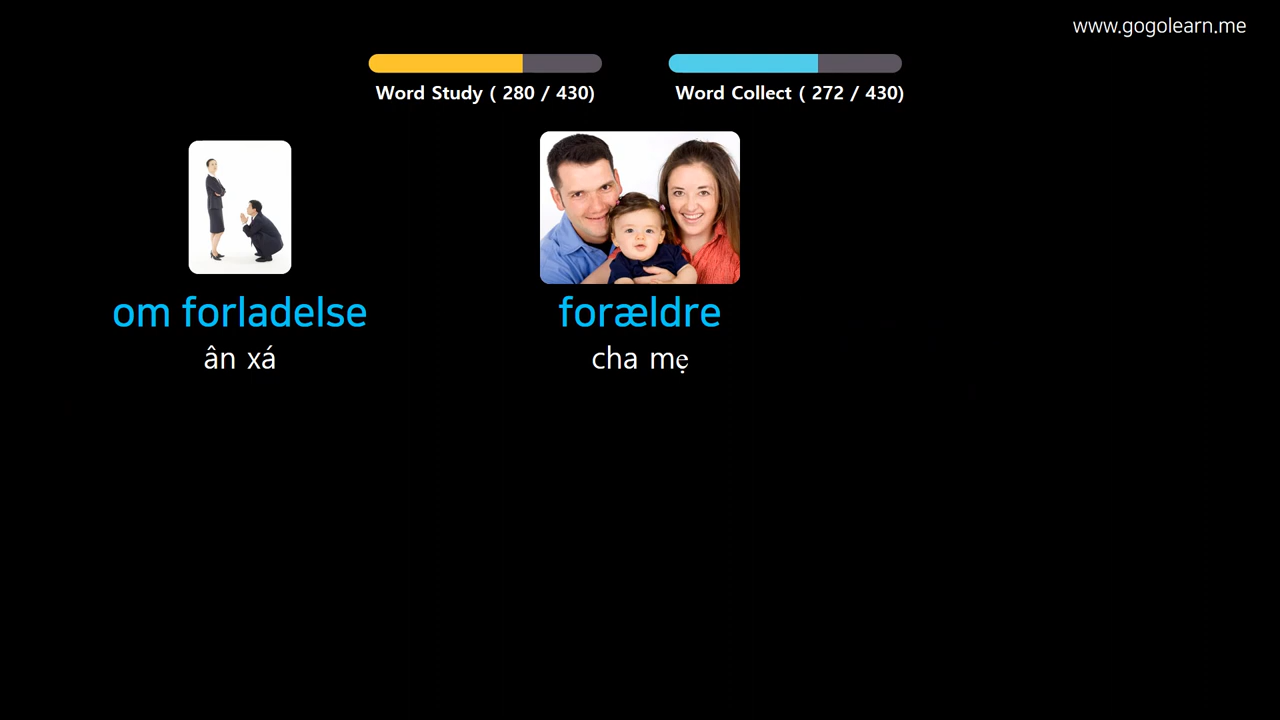 www.gogolearn.me
Word Study ( 280 / 430)
Word Collect ( 272 / 430)
om forladelse
forældre
ân xá
cha mẹ